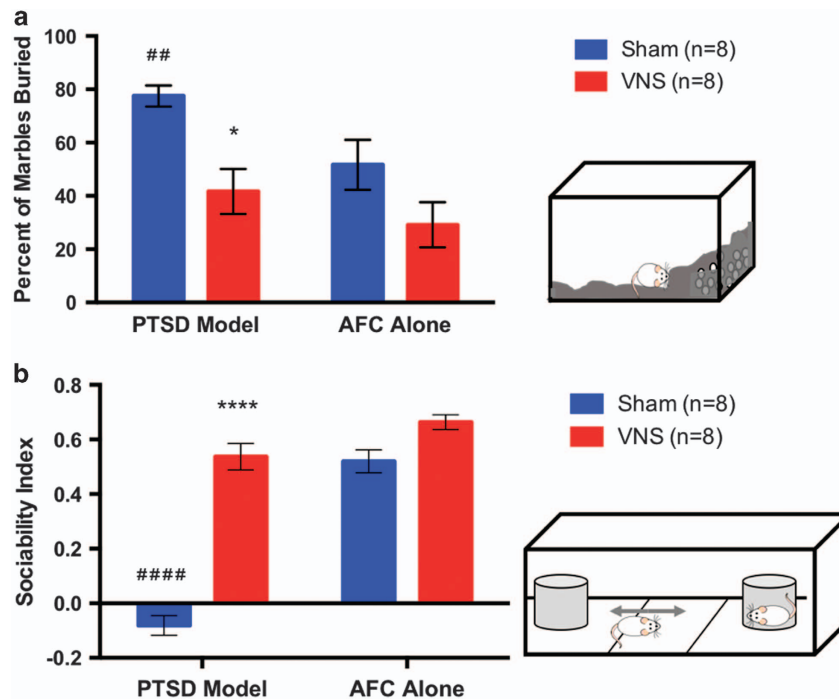 a
Percent of Marbles Buried
100
80
60
40
20
0
##
*
PTSD Model
AFC Alone
Sham (n=8)
VNS (n=8)
b
Sociability Index
0.8
0.6
0.4
0.2
0.0
-0.2
####
****
PTSD Model
AFC Alone
Sham (n=8)
VNS (n=8)